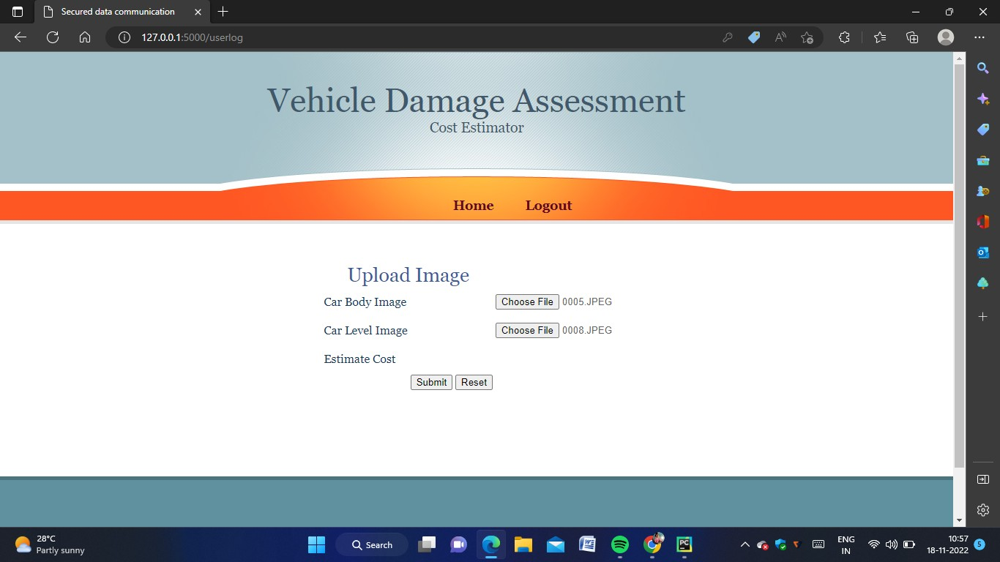 Secured data communication
127.0.0.1:5000/userlog
Vehicle Damage Assessment
Cost Estimator
Home Logout
Upload Image
Car Body Image Choose File 0005.JPEG
Car Level Image Choose File 0008.JPEG
Estimate Cost
Submit Reset
28°C
Partly sunny
Search
ENG
IN
10:57
18-11-2022
5